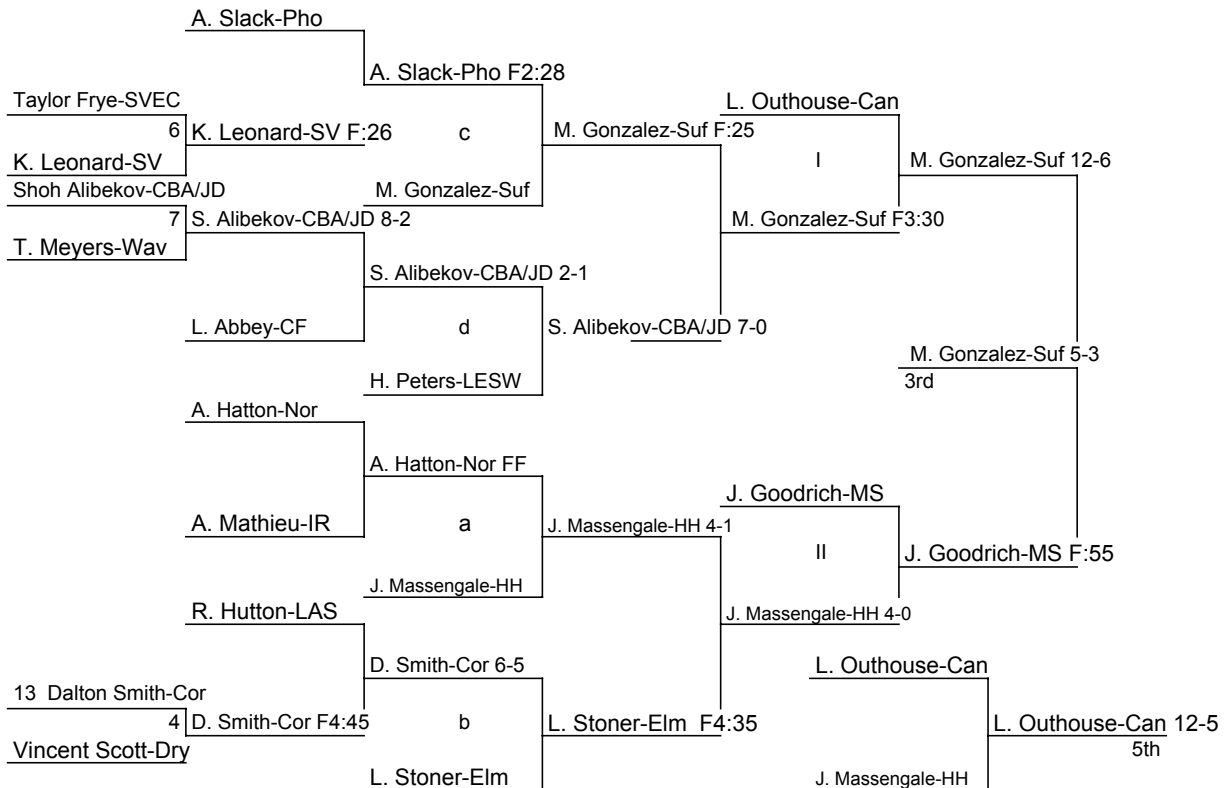 A. Slack-Pho
A. Slack-Pho F2:28
Taylor Frye-SVEC
L. Outhouse-Can
6
K. Leonard-SV F:26
c
M. Gonzalez-Suf F:25
K. Leonard-SV
I
M. Gonzalez-Suf 12-6
Shoh Alibekov-CBA/JD
M. Gonzalez-Suf
7
S. Alibekov-CBA/JD 8-2
M. Gonzalez-Suf F3:30
T. Meyers-Wav
S. Alibekov-CBA/JD 2-1
L. Abbey-CF
d
S. Alibekov-CBA/JD 7-0
M. Gonzalez-Suf 5-3
H. Peters-LESW
3rd
A. Hatton-Nor
A. Hatton-Nor FF
J. Goodrich-MS
A. Mathieu-IR
a
J. Massengale-HH 4-1
II
J. Goodrich-MS F:55
J. Massengale-HH
R. Hutton-LAS
J. Massengale-HH 4-0
D. Smith-Cor 6-5
L. Outhouse-Can
13 Dalton Smith-Cor
4
D. Smith-Cor F4:45
b
L. Stoner-Elm F4:35
L. Outhouse-Can 12-5
Vincent Scott-Dry
5th
L. Stoner-Elm
J. Massengale-HH